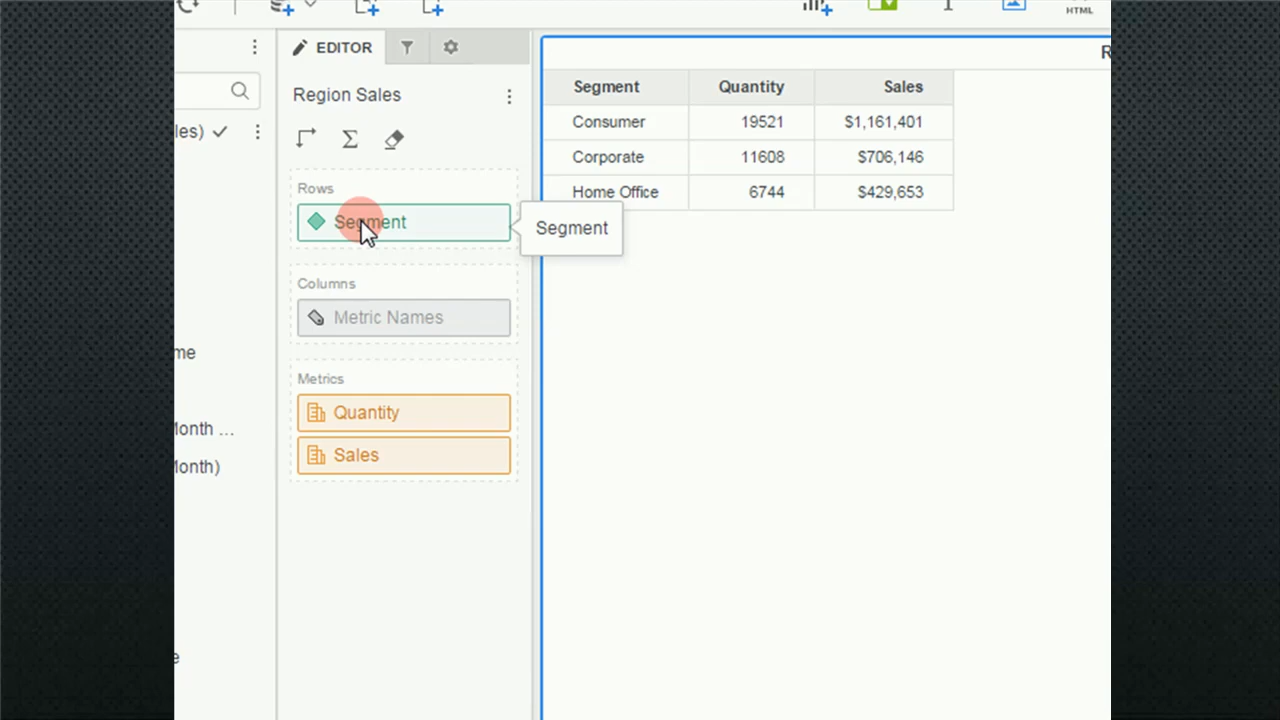 HTML
EDITOR
R
Region Sales
les)
Segment Quantity Sales
Consumer 19521 $1,161,401
Corporate 11608 $706,146
Home Office 6744 $429,653
Rows
Segment
Segment
Columns
Metric Names
me
Metrics
Quantity
Month ...
Sales
Month)
e